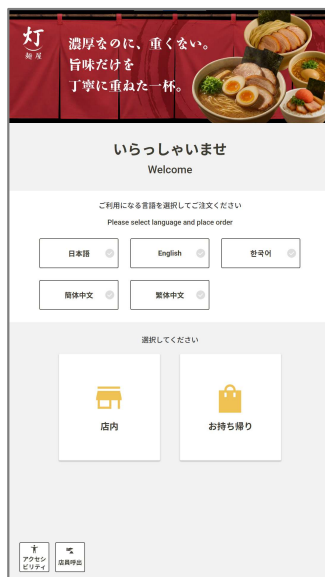 灯
麺屋
濃厚なのに、重くない。
旨味だけを
丁寧に重ねた一杯。
いらっしゃいませ
Welcome
ご利用になる言語を選択してご注文ください
Please select language and place order
日本語
English
한국어
簡体中文
繁体中文
選択してください
店内
お持ち帰り
アクセシ
ビリティ
店員呼出